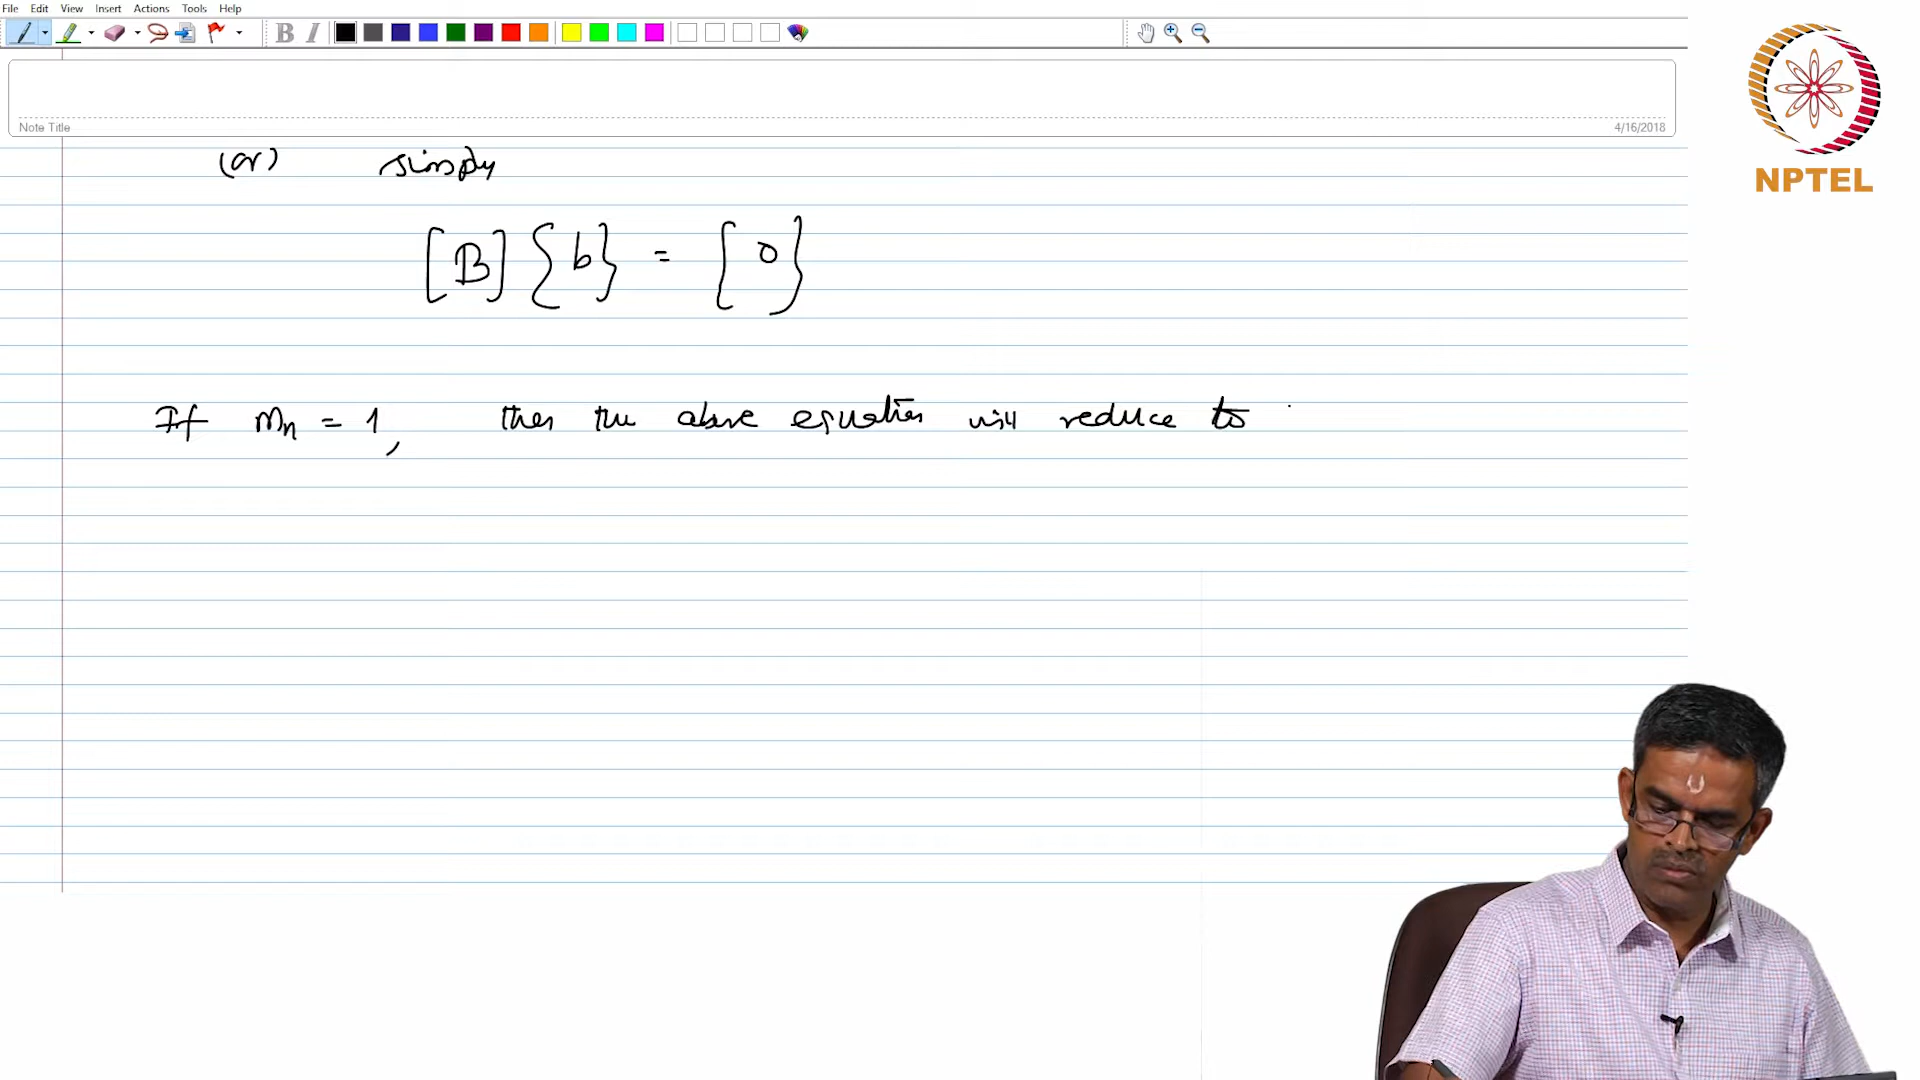 File Edit View Insert Actions Tools Help
B I
Note Title
4/16/2018
NPTEL
(or) simply
[B] {b} = {0}
If Mn = 1, then the above equation will reduce to